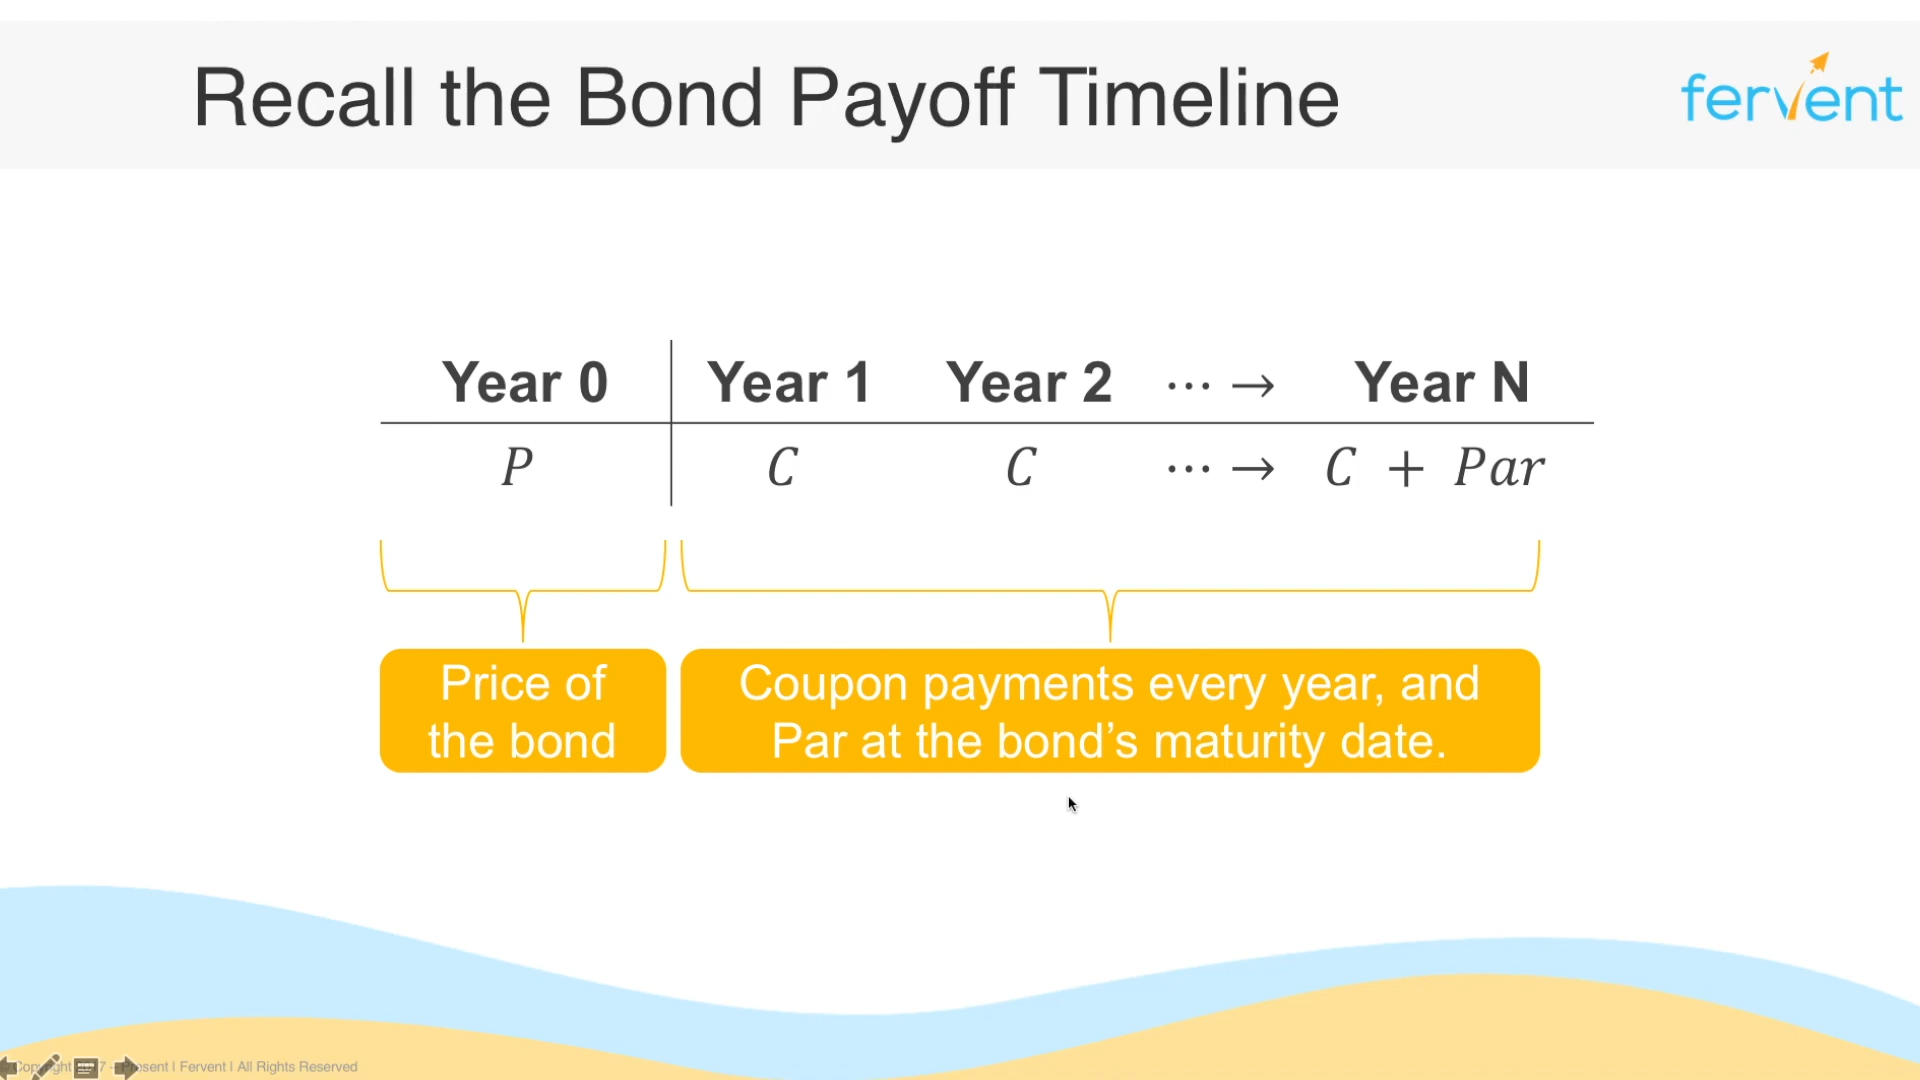 Recall the Bond Payoff Timeline
fervent
Year 0 Year 1 Year 2 ⋯ → Year N
P C C ⋯ → C + Par
Price of
the bond
Coupon payments every year, and
Par at the bond’s maturity date.
Present | Fervent | All Rights Reserved